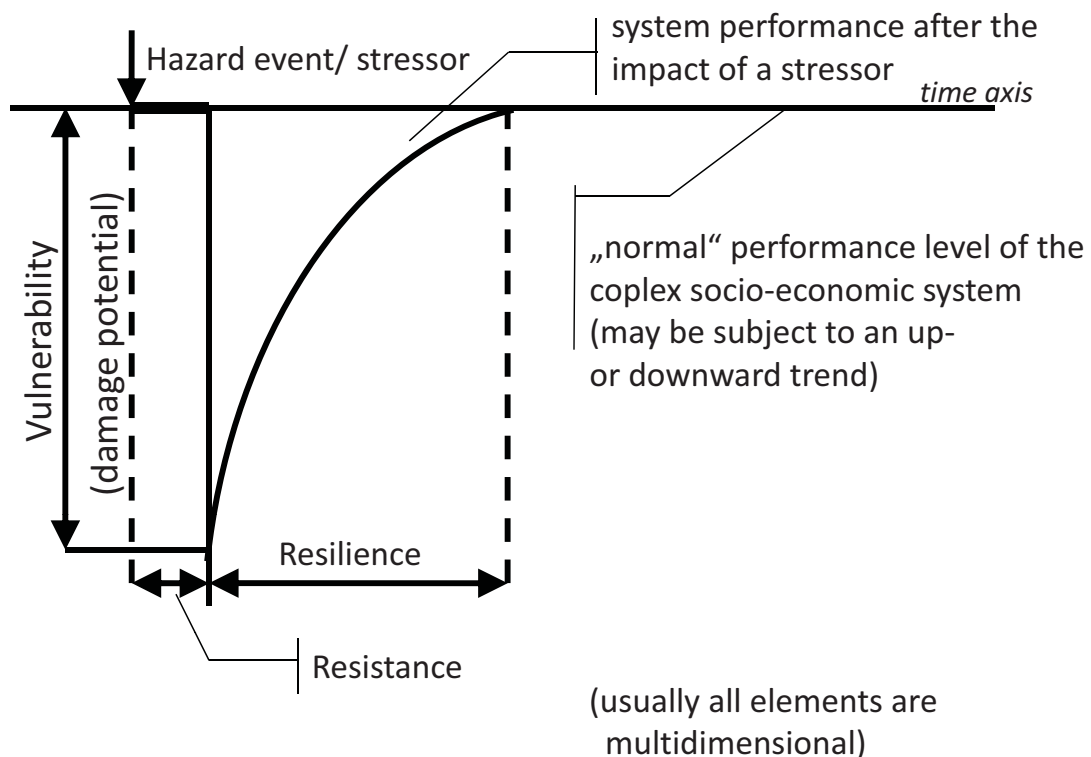 Hazard event/ stressor
system performance after the
impact of a stressor
time axis
Vulnerability
(damage potential)
„normal“ performance level of the
coplex socio-economic system
(may be subject to an up-
or downward trend)
Resilience
Resistance
(usually all elements are
multidimensional)